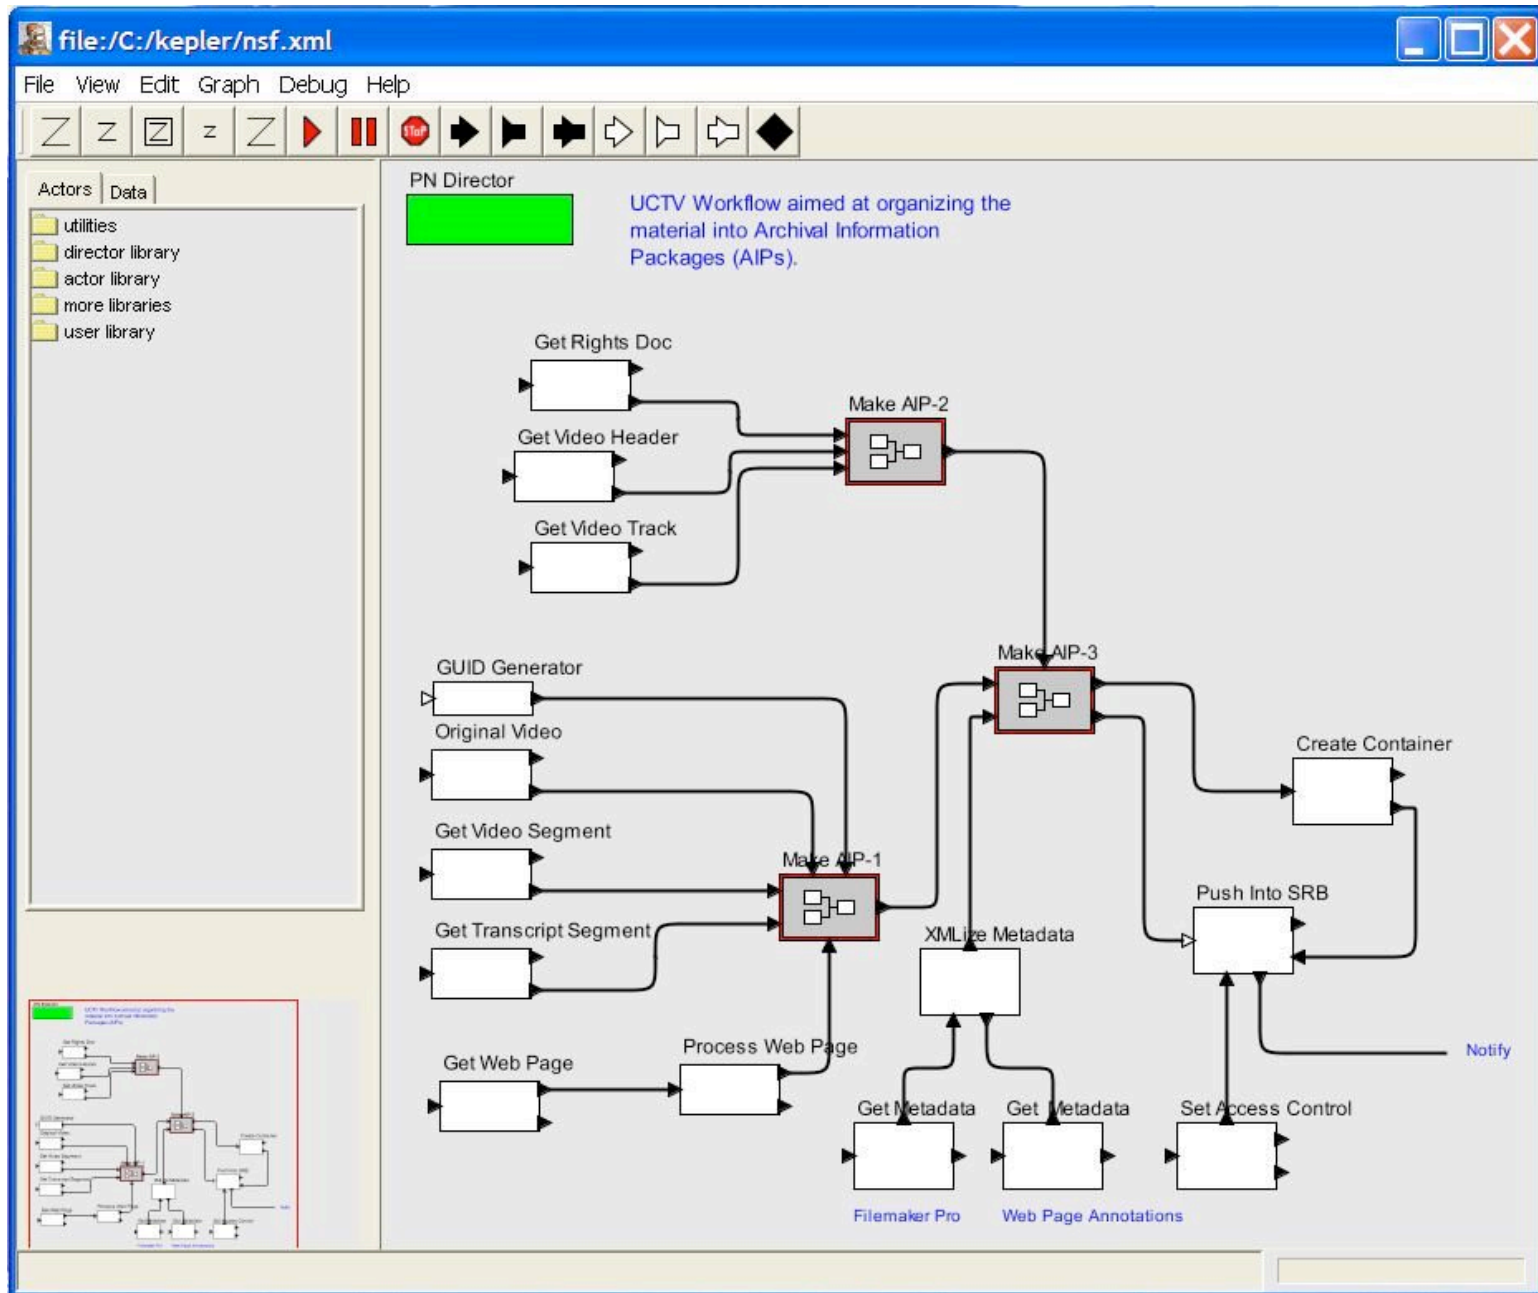 file:/C:/kepler/nsf.xml
File View Edit Graph Debug Help
Z Z Z Z Z STOP
Actors Data
utilities
director library
actor library
more libraries
user library
PN Director
UCTV Workflow aimed at organizing the
material into Archival Information
Packages (AIPs).
Get Rights Doc
Make AIP-2
Get Video Header
Get Video Track
Make AIP-3
GUID Generator
Original Video
Create Container
Get Video Segment
Make AIP-1
Push Into SRB
Get Transcript Segment
XMLize Metadata
Process Web Page
Get Web Page
Notify
Get Metadata
Get Metadata
Set Access Control
Filemaker Pro
Web Page Annotations